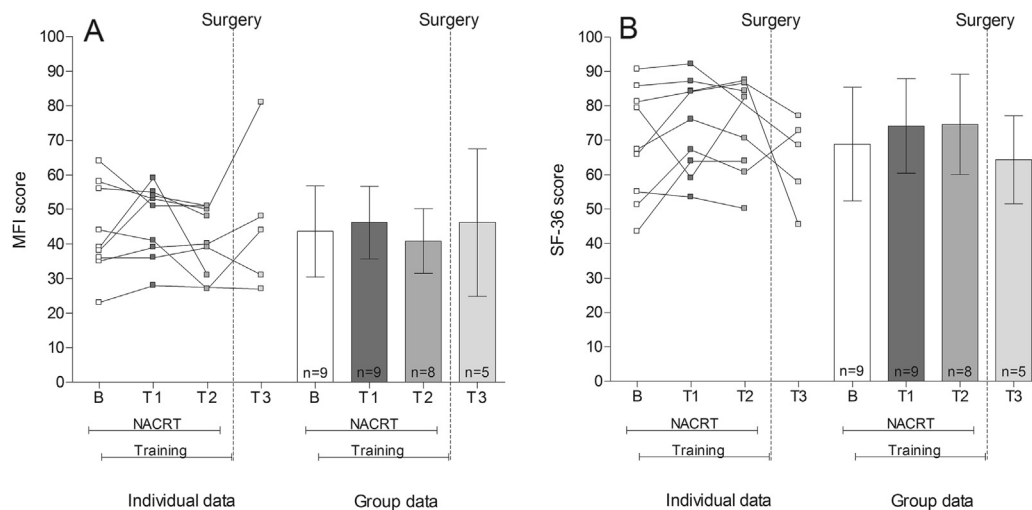 A
Surgery
Surgery
MFI score
100
90
80
70
60
50
40
30
20
10
0
n=9
n=9
n=8
n=5
B T1 T2 T3 B T1 T2 T3
NACRT NACRT
Training Training
Individual data Group data
B
Surgery
Surgery
SF-36 score
100
90
80
70
60
50
40
30
20
10
0
n=9
n=9
n=8
n=5
B T1 T2 T3 B T1 T2 T3
NACRT NACRT
Training Training
Individual data Group data